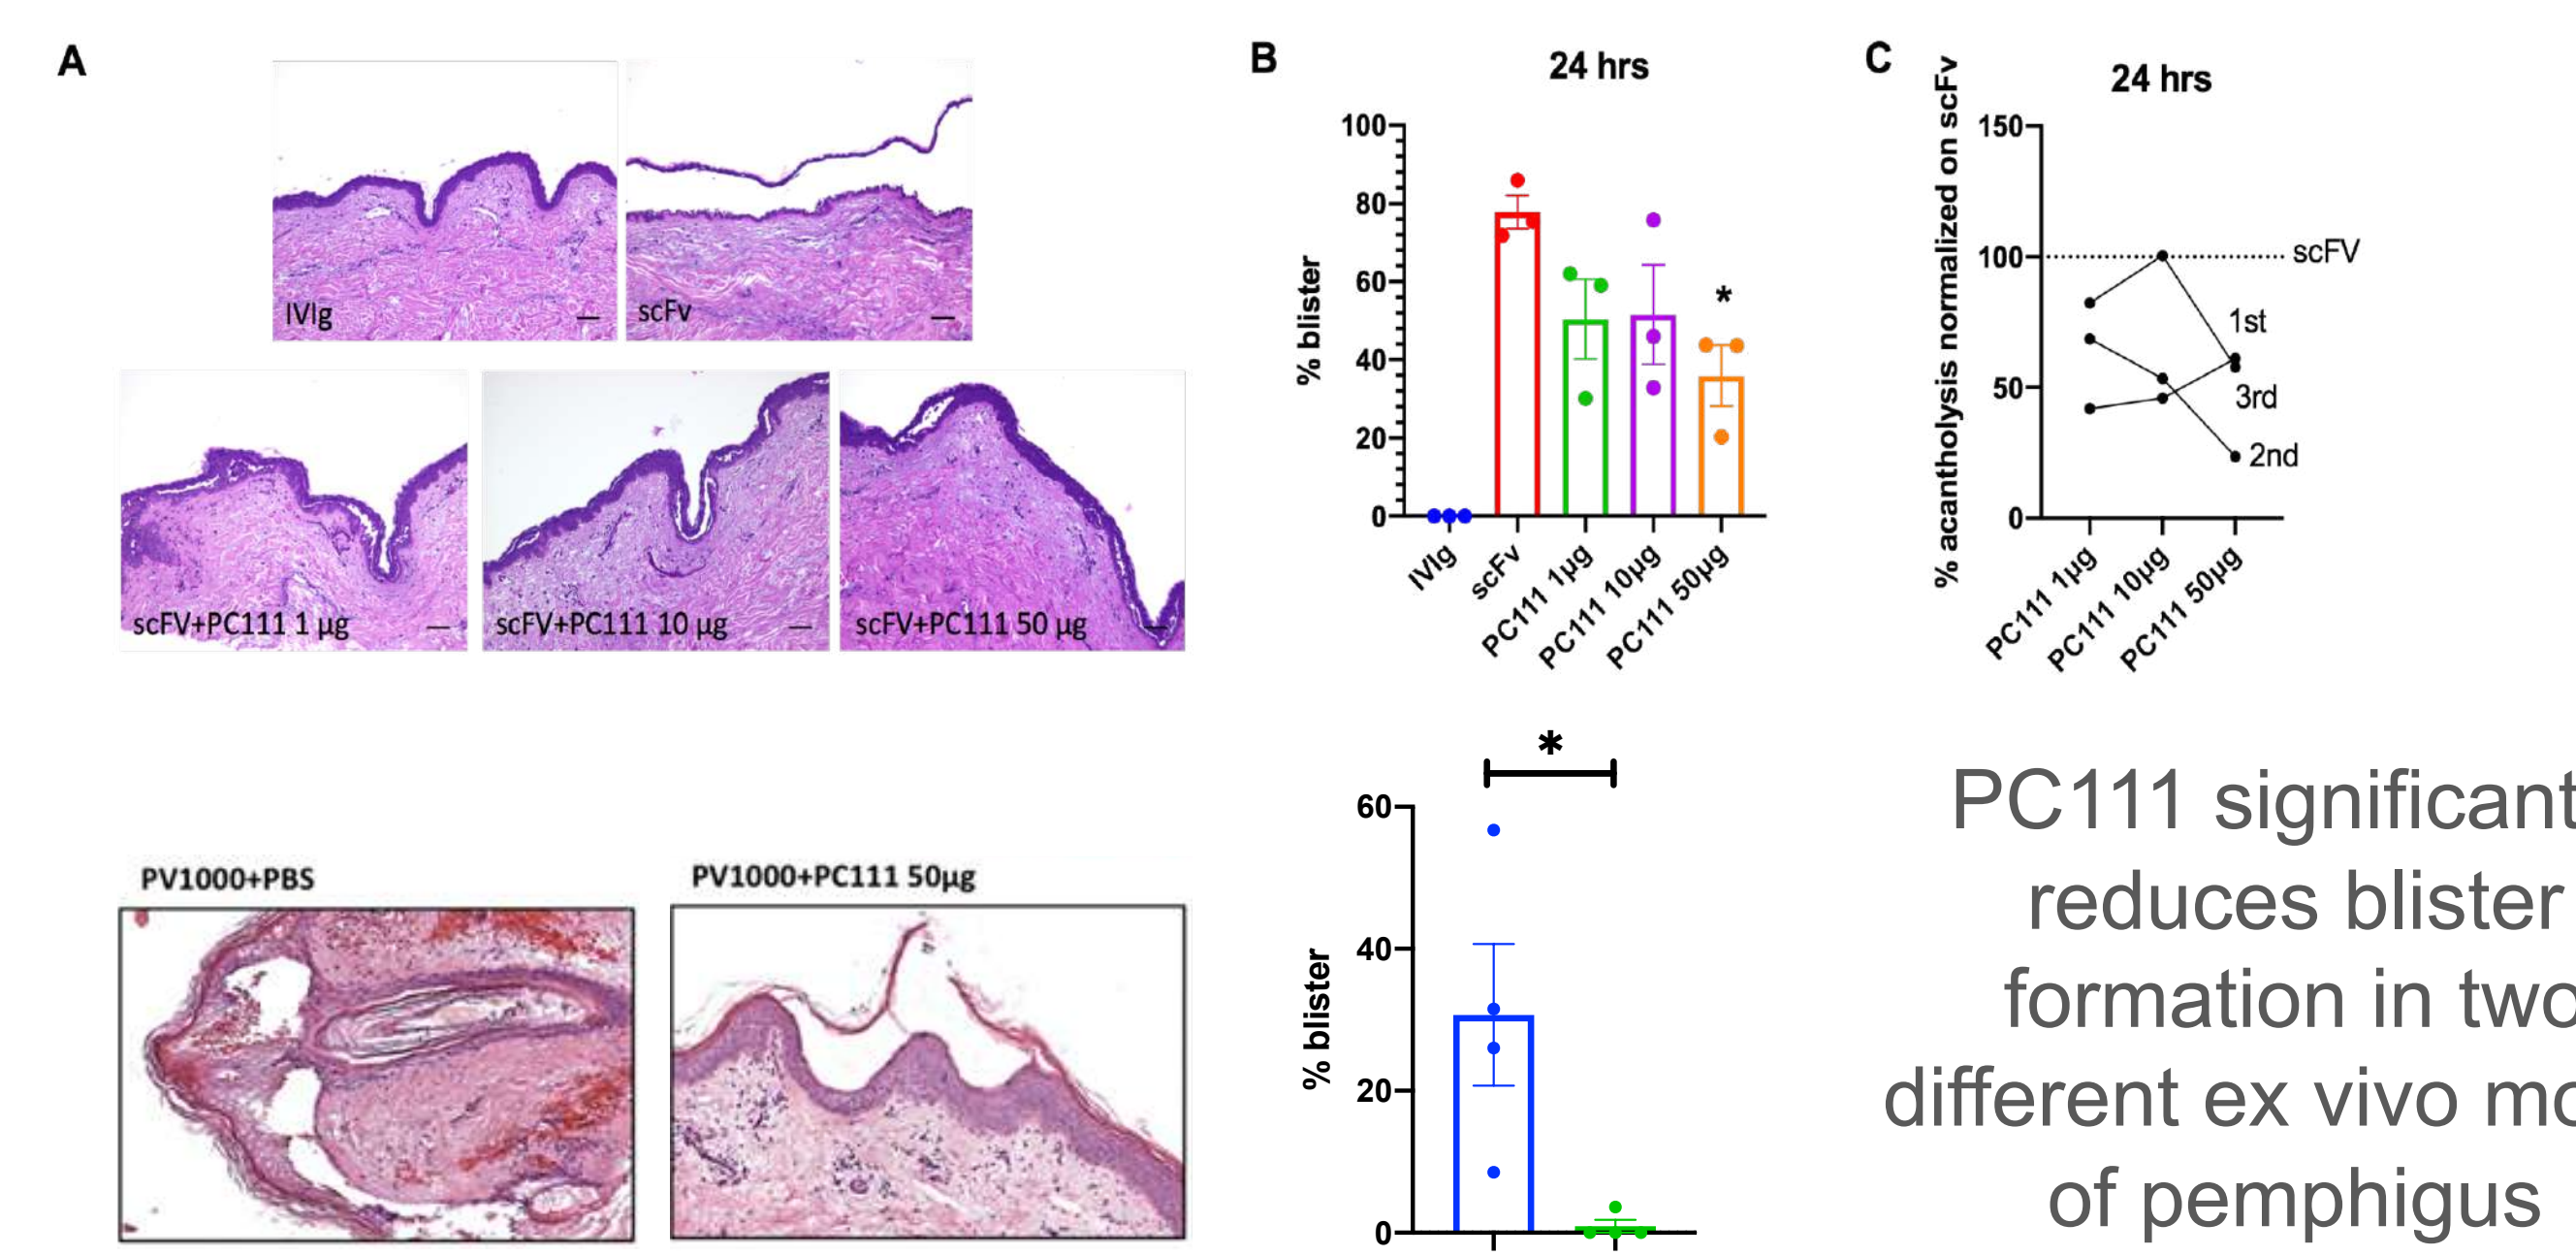 A
IVIg
scFv
scFV+PC111 1 µg
scFV+PC111 10 µg
scFV+PC111 50 µg
B
24 hrs
% blister
100
80
60
40
20
0
*
IVIg
scFv
PC111 1µg
PC111 10µg
PC111 50µg
C
24 hrs
% acantholysis normalized on scFv
150
100
50
0
scFV
1st
3rd
2nd
PC111 1µg
PC111 10µg
PC111 50µg
PV1000+PBS
PV1000+PC111 50µg
*
% blister
60
40
20
0
PC111 significant
reduces blister
formation in two
different ex vivo mo
of pemphigus